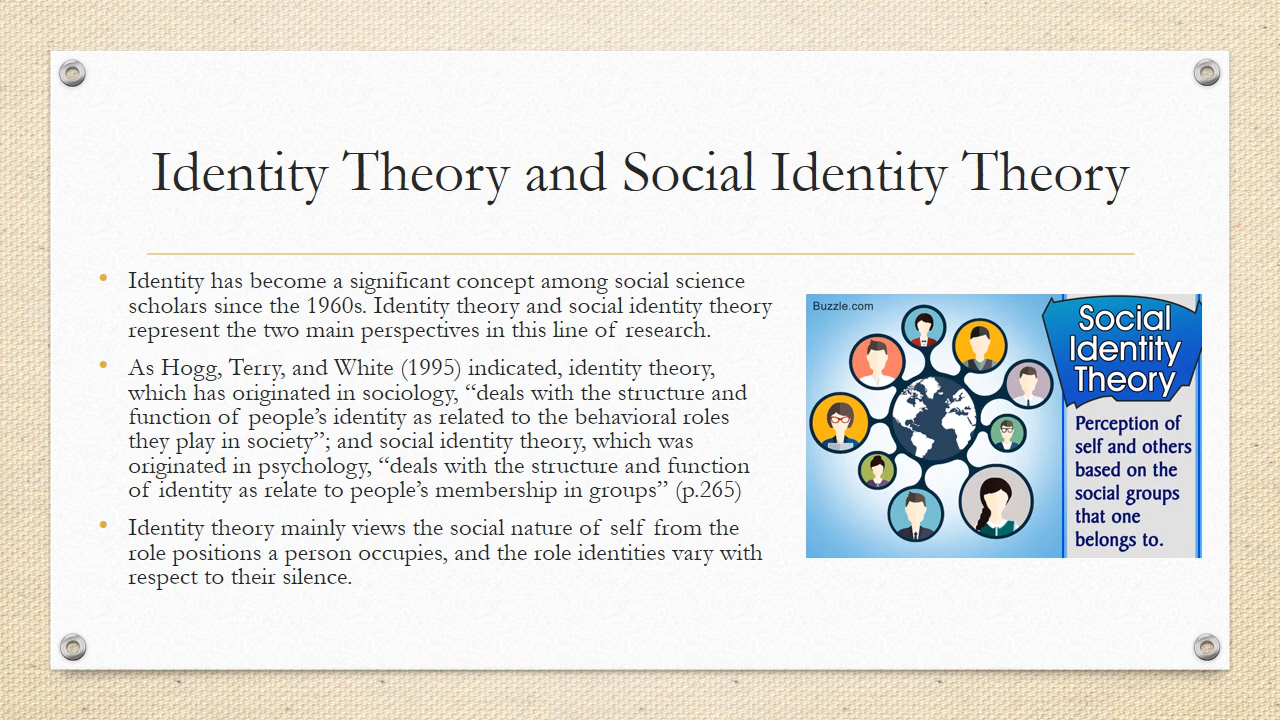 Identity Theory and Social Identity Theory
• Identity has become a significant concept among social science
scholars since the 1960s. Identity theory and social identity theory
represent the two main perspectives in this line of research.
• As Hogg, Terry, and White (1995) indicated, identity theory,
which has originated in sociology, “deals with the structure and
function of people’s identity as related to the behavioral roles
they play in society”; and social identity theory, which was
originated in psychology, “deals with the structure and function
of identity as relate to people’s membership in groups” (p.265)
• Identity theory mainly views the social nature of self from the
role positions a person occupies, and the role identities vary with
respect to their silence.
Buzzle.com
Social
Identity
Theory
Perception of
self and others
based on the
social groups
that one
belongs to.